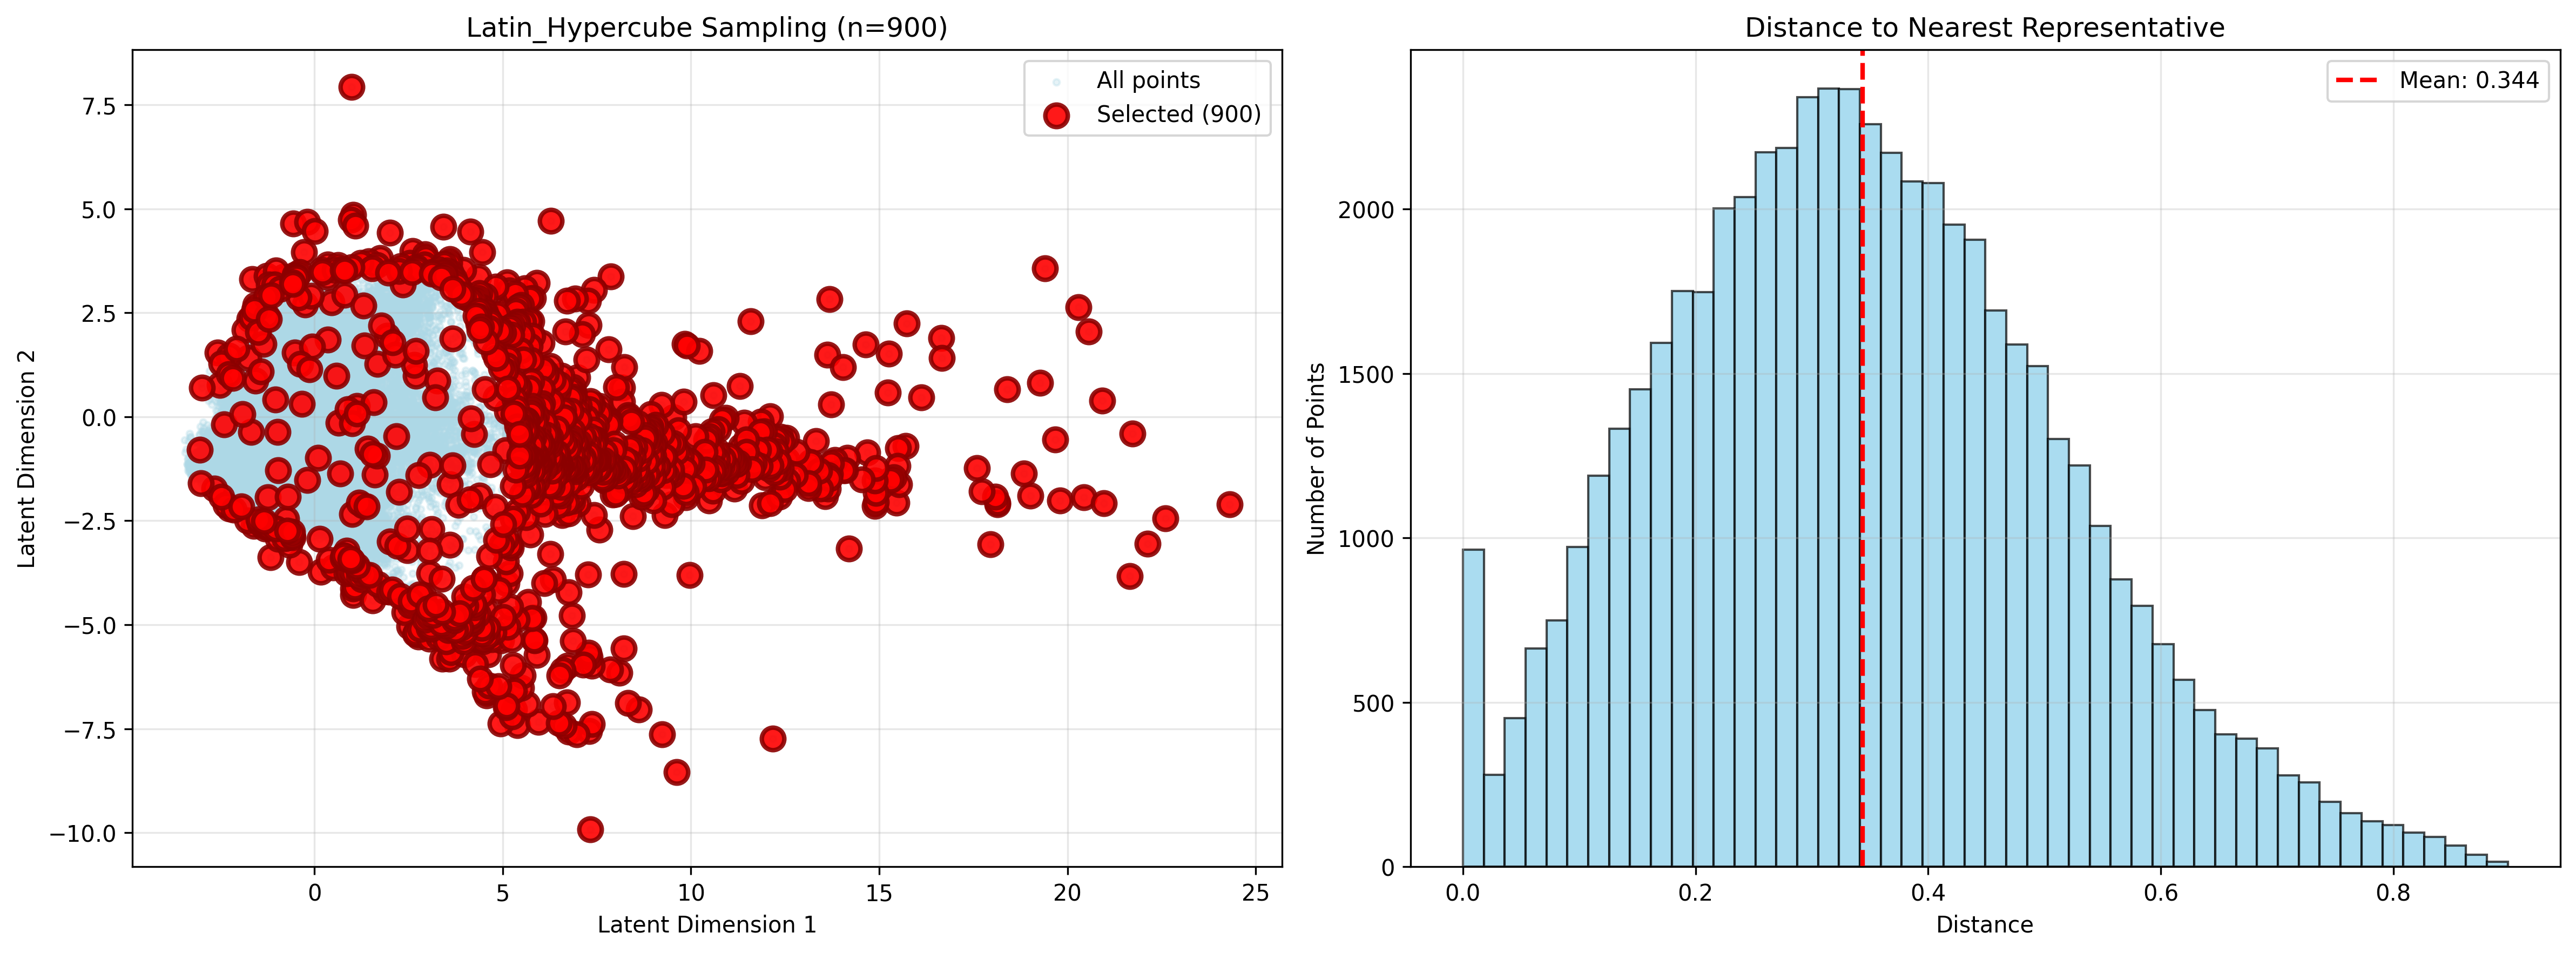 Latin_Hypercube Sampling (n=900)
All points
Selected (900)
7.5
5.0
2.5
0.0
−2.5
−5.0
−7.5
−10.0
Latent Dimension 2
0
5
10
15
20
25
Latent Dimension 1
Distance to Nearest Representative
Mean: 0.344
2000
1500
1000
500
0
Number of Points
0.0
0.2
0.4
0.6
0.8
Distance